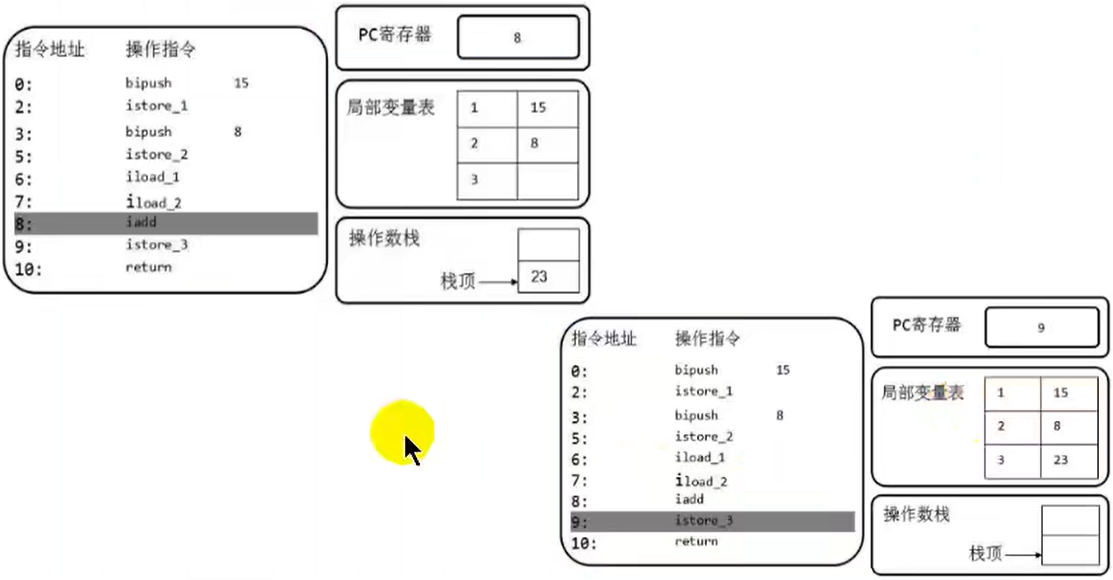 指令地址 操作指令
0: bipush 15
2: istore_1
3: bipush 8
5: istore_2
6: iload_1
7: iload_2
8: iadd
9: istore_3
10: return
PC寄存器 8
局部变量表
1 15
2 8
3
操作数栈
栈顶 23
指令地址 操作指令
0: bipush 15
2: istore_1
3: bipush 8
5: istore_2
6: iload_1
7: iload_2
8: iadd
9: istore_3
10: return
PC寄存器 9
局部变量表
1 15
2 8
3 23
操作数栈
栈顶